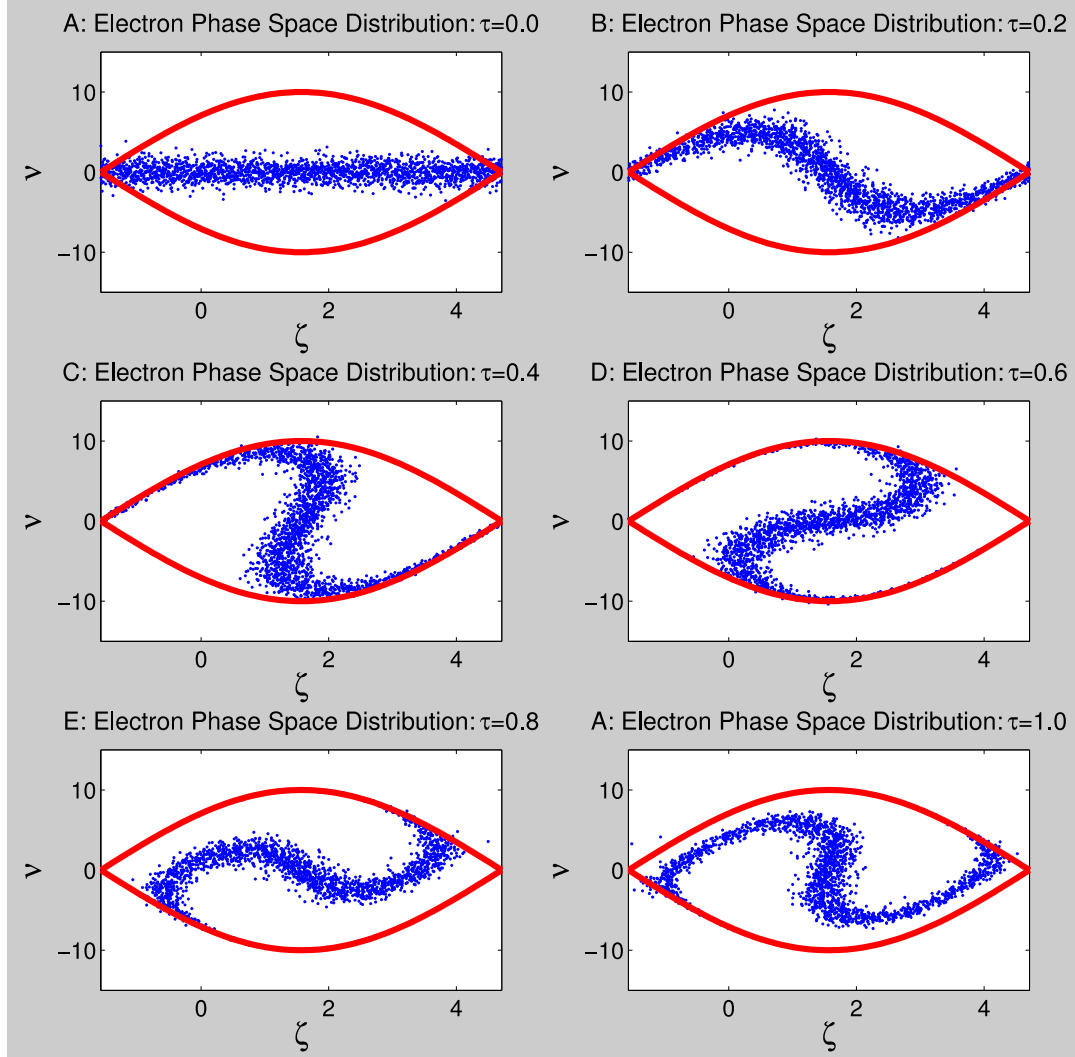 A: Electron Phase Space Distribution: τ=0.0
10
0
−10
ν
0 2 4
ζ
B: Electron Phase Space Distribution: τ=0.2
10
0
−10
ν
0 2 4
ζ
C: Electron Phase Space Distribution: τ=0.4
10
0
−10
ν
0 2 4
ζ
D: Electron Phase Space Distribution: τ=0.6
10
0
−10
ν
0 2 4
ζ
E: Electron Phase Space Distribution: τ=0.8
10
0
−10
ν
0 2 4
ζ
A: Electron Phase Space Distribution: τ=1.0
10
0
−10
ν
0 2 4
ζ